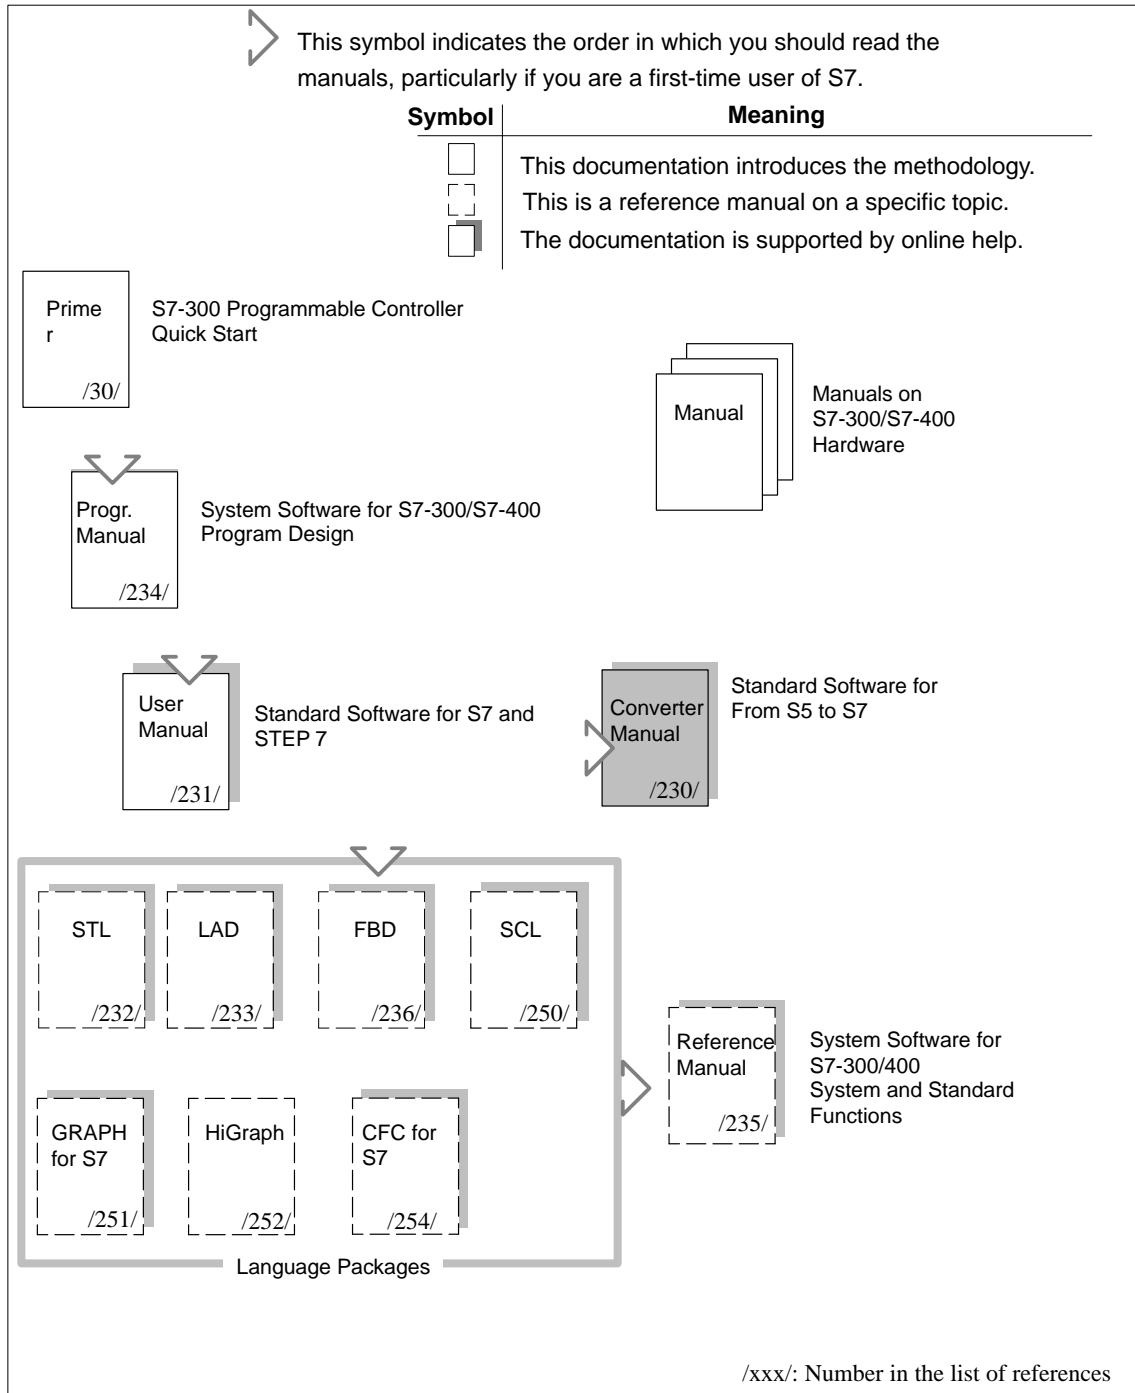 This symbol indicates the order in which you should read the
manuals, particularly if you are a first-time user of S7.
Symbol Meaning
This documentation introduces the methodology.
This is a reference manual on a specific topic.
The documentation is supported by online help.
Prime
r
/30/
S7-300 Programmable Controller
Quick Start
Manual
Manuals on
S7-300/S7-400
Hardware
Progr.
Manual
/234/
System Software for S7-300/S7-400
Program Design
User
Manual
/231/
Standard Software for S7 and
STEP 7
Converter
Manual
/230/
Standard Software for
From S5 to S7
STL
/232/
LAD
/233/
FBD
/236/
SCL
/250/
GRAPH
for S7
/251/
HiGraph
/252/
CFC for
S7
/254/
Language Packages
Reference
Manual
/235/
System Software for
S7-300/400
System and Standard
Functions
/xxx/: Number in the list of references